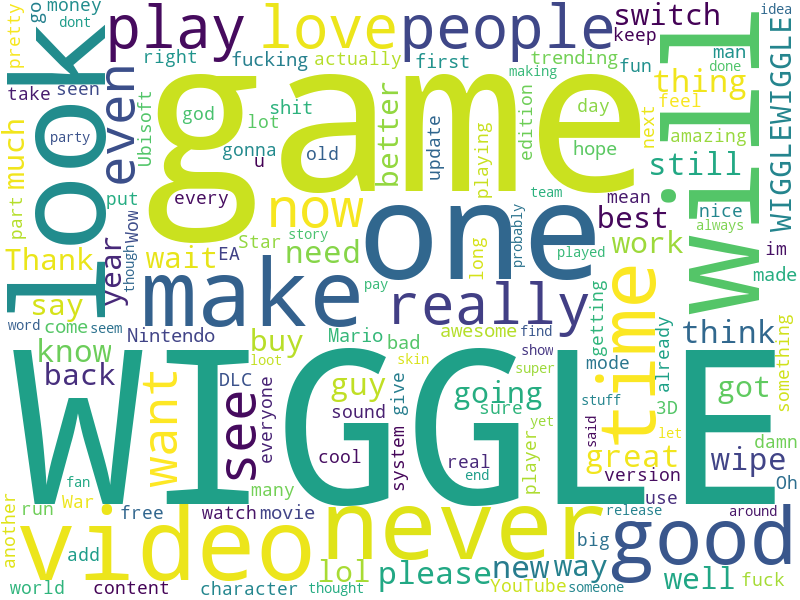 go
money
dont
play
love
people
switch
idea
keep
pretty
look
right
fucking
actually
first
trending
fun
man
done
will
WIGGLEWIGGLE
take
seen
even
Ubisoft
god
lot
shit
gonna
u
game
making
thing
feel
next
day
hope
amazing
party
better
old
update
playing
edition
still
much
part
put
every
now
one
team
mean
best
nice
always
im
Thank
year
though
Wow
wait
Star
story
EA
need
long
probably
played
work
made
say
come
word
seem
make
pay
really
time
think
Nintendo
buy
Mario
bad
awesome
find
getting
mode
already
something
know
back
loot
skin
show
super
WIGGLE
want
see
DLC
everyone
guy
sound
system
give
going
sure
stuff
3D
got
let
damn
cool
real
end
player
yet
said
great
version
wipe
use
Oh
fan
many
another
War
run
free
watch
movie
video
never
release
around
big
good
add
lol
please
new
way
well
fuck
world
content
character
thought
YouTube
someone